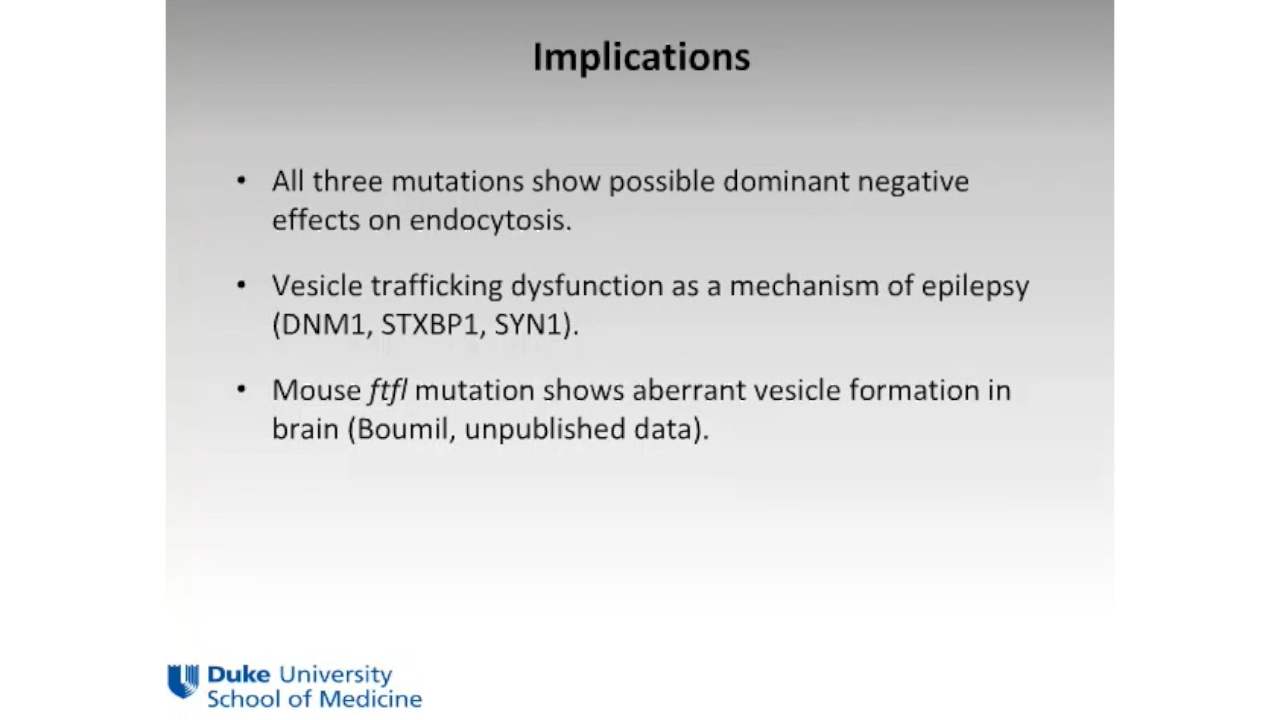 Implications
• All three mutations show possible dominant negative
effects on endocytosis.
• Vesicle trafficking dysfunction as a mechanism of epilepsy
(DNM1, STXBP1, SYN1).
• Mouse ftfl mutation shows aberrant vesicle formation in
brain (Boumil, unpublished data).
Duke University
School of Medicine